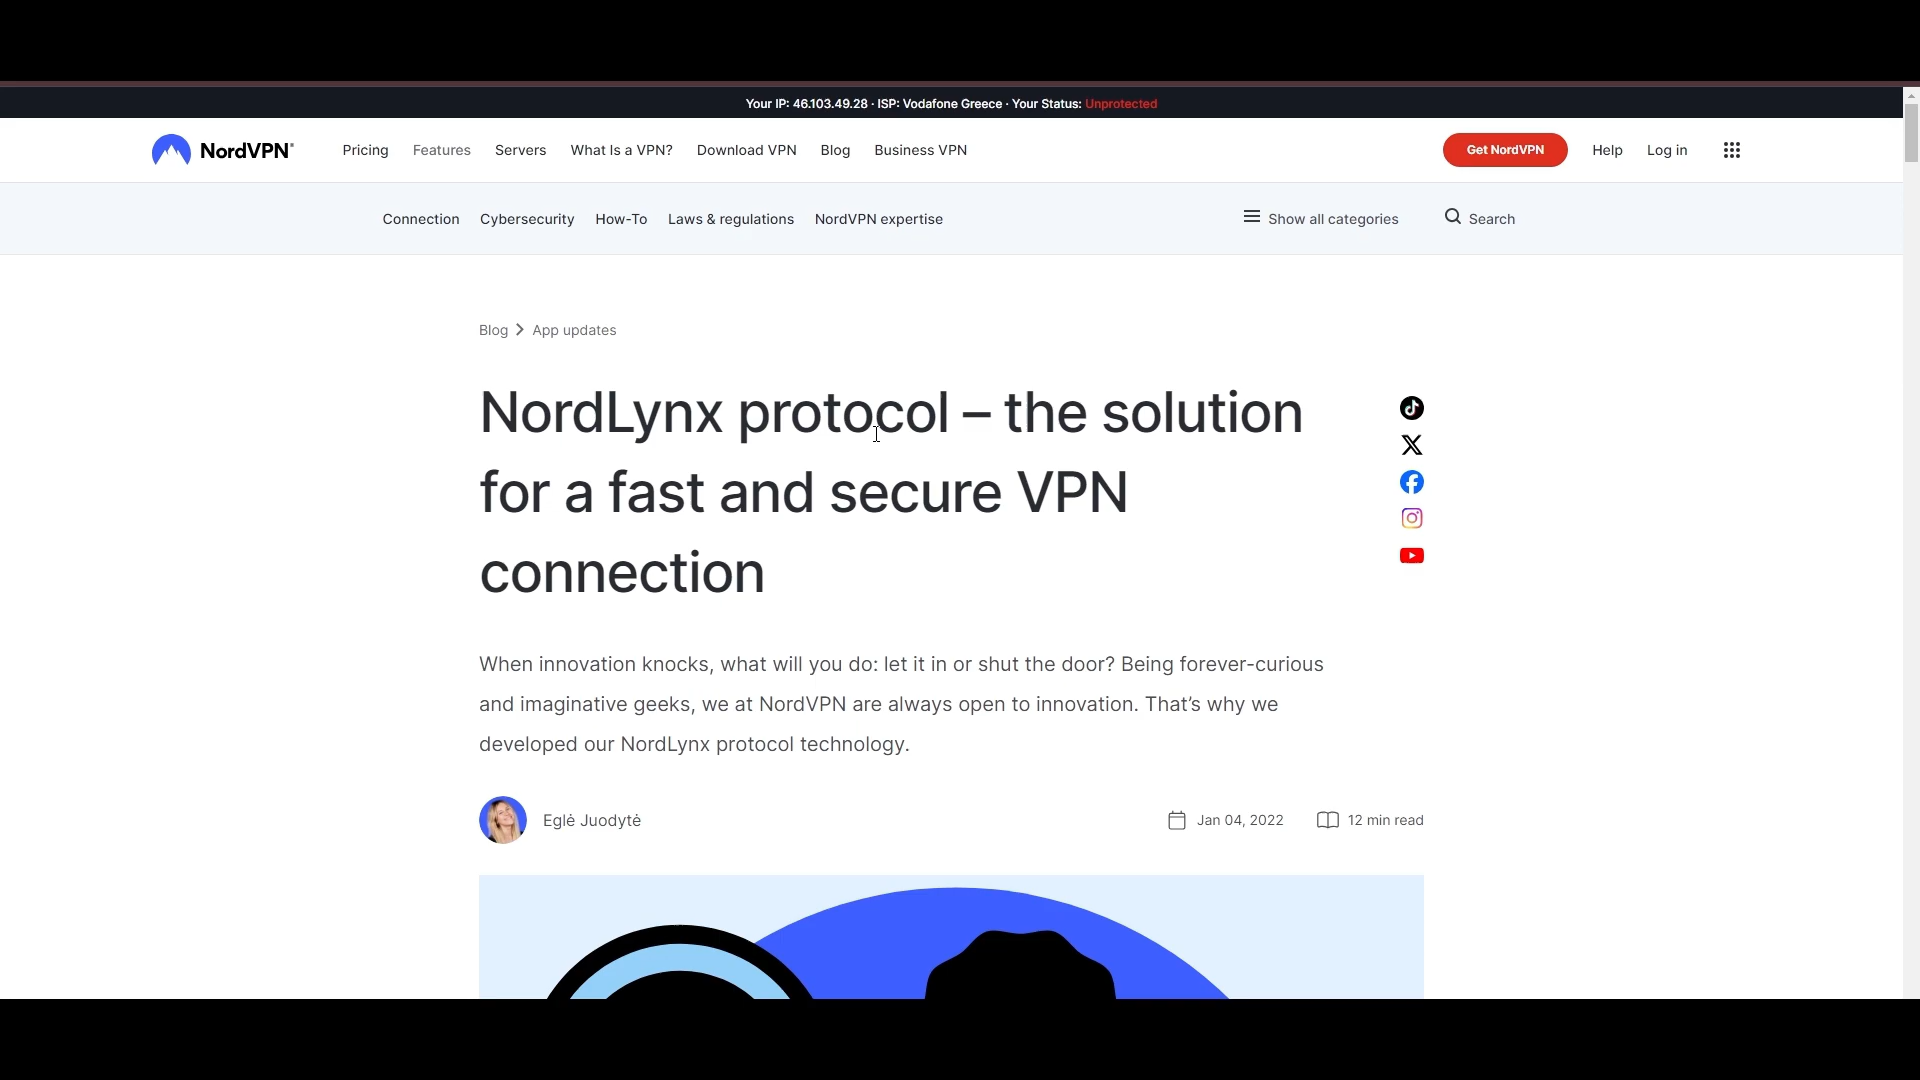 Your IP: 46.103.49.28 · ISP: Vodafone Greece · Your Status: Unprotected
NordVPN® Pricing Features Servers What Is a VPN? Download VPN Blog Business VPN Get NordVPN Help Log in
Connection Cybersecurity How-To Laws & regulations NordVPN expertise Show all categories Search
Blog App updates
NordLynx protocol – the solution
for a fast and secure VPN
connection
When innovation knocks, what will you do: let it in or shut the door? Being forever-curious
and imaginative geeks, we at NordVPN are always open to innovation. That’s why we
developed our NordLynx protocol technology.
Eglė Juodytė Jan 04, 2022 12 min read